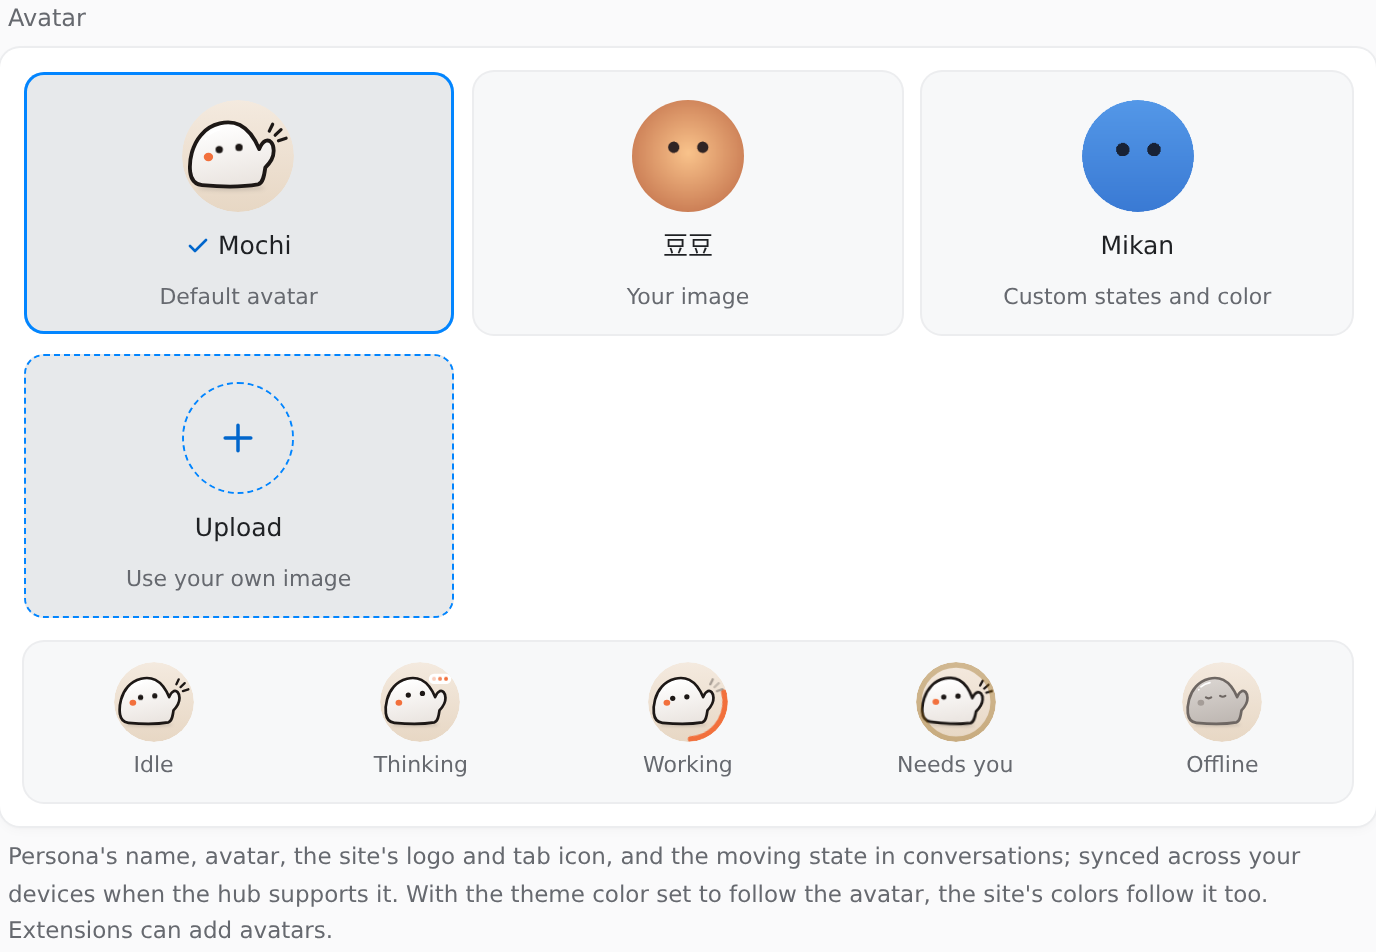 Avatar
Mochi
Default avatar
豆豆
Your image
Mikan
Custom states and color
Upload
Use your own image
Idle
Thinking
Working
Needs you
Offline
Persona's name, avatar, the site's logo and tab icon, and the moving state in conversations; synced across your
devices when the hub supports it. With the theme color set to follow the avatar, the site's colors follow it too.
Extensions can add avatars.